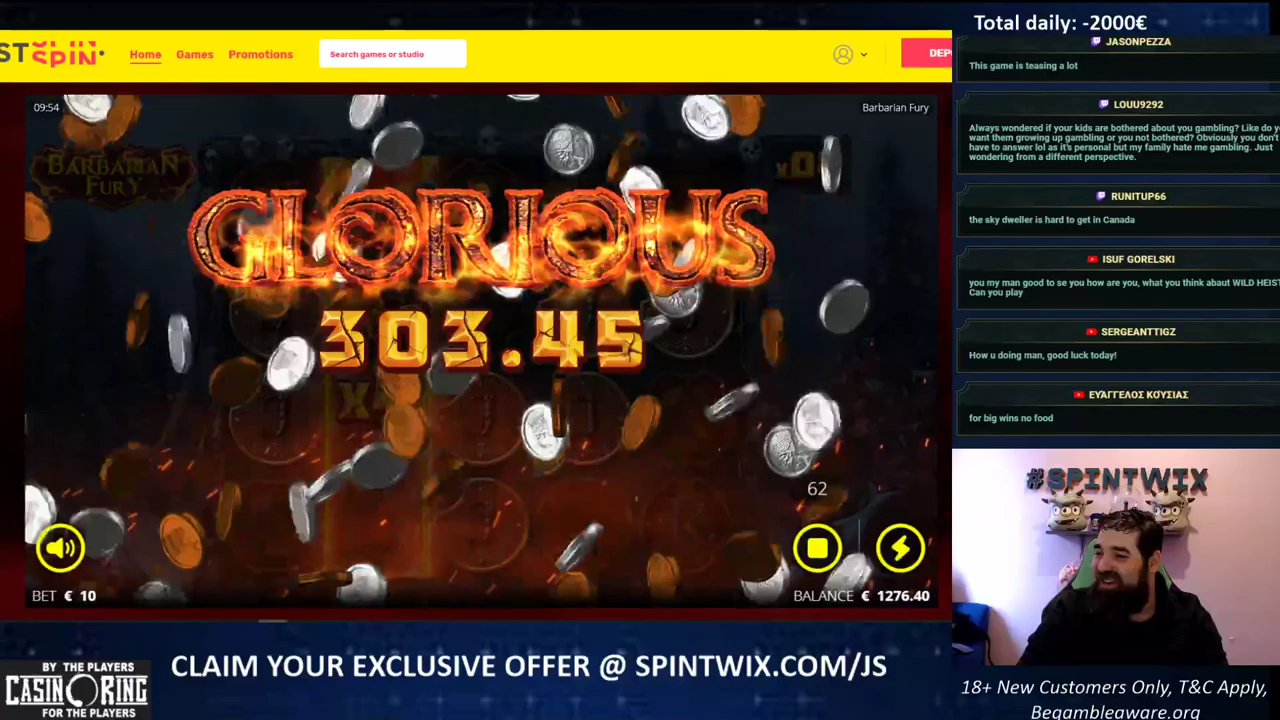 Total daily: -2000€
ST SPIN
Home Games Promotions
Search games or studio
DEP
09:54
Barbarian Fury
BARBARIAN
FURY
GLORIOUS
303.45
62
BET € 10
BALANCE € 1276.40
JASONPEZZA
This game is teasing a lot
LOUU9292
Always wondered if your kids are bothered about you gambling? Like do yo
want them growing up gambling or you not bothered? Obviously you don't
have to answer lol as it's personal but my family hate me gambling. Just
wondering from a different perspective.
RUNITUP66
the sky dweller is hard to get in Canada
ISUF GORELSKI
you my man good to se you how are you, what you think abaut WILD HEIST
Can you play
SERGEANTTIGZ
How u doing man, good luck today!
ΕΥΆΓΓΕΛΟΣ ΚΟΎΣΙΑΣ
for big wins no food
#SPINTWIX
BY THE PLAYERS
CASINORING
FOR THE PLAYERS
CLAIM YOUR EXCLUSIVE OFFER @ SPINTWIX.COM/JS
18+ New Customers Only, T&C Apply,
Begambleaware.org